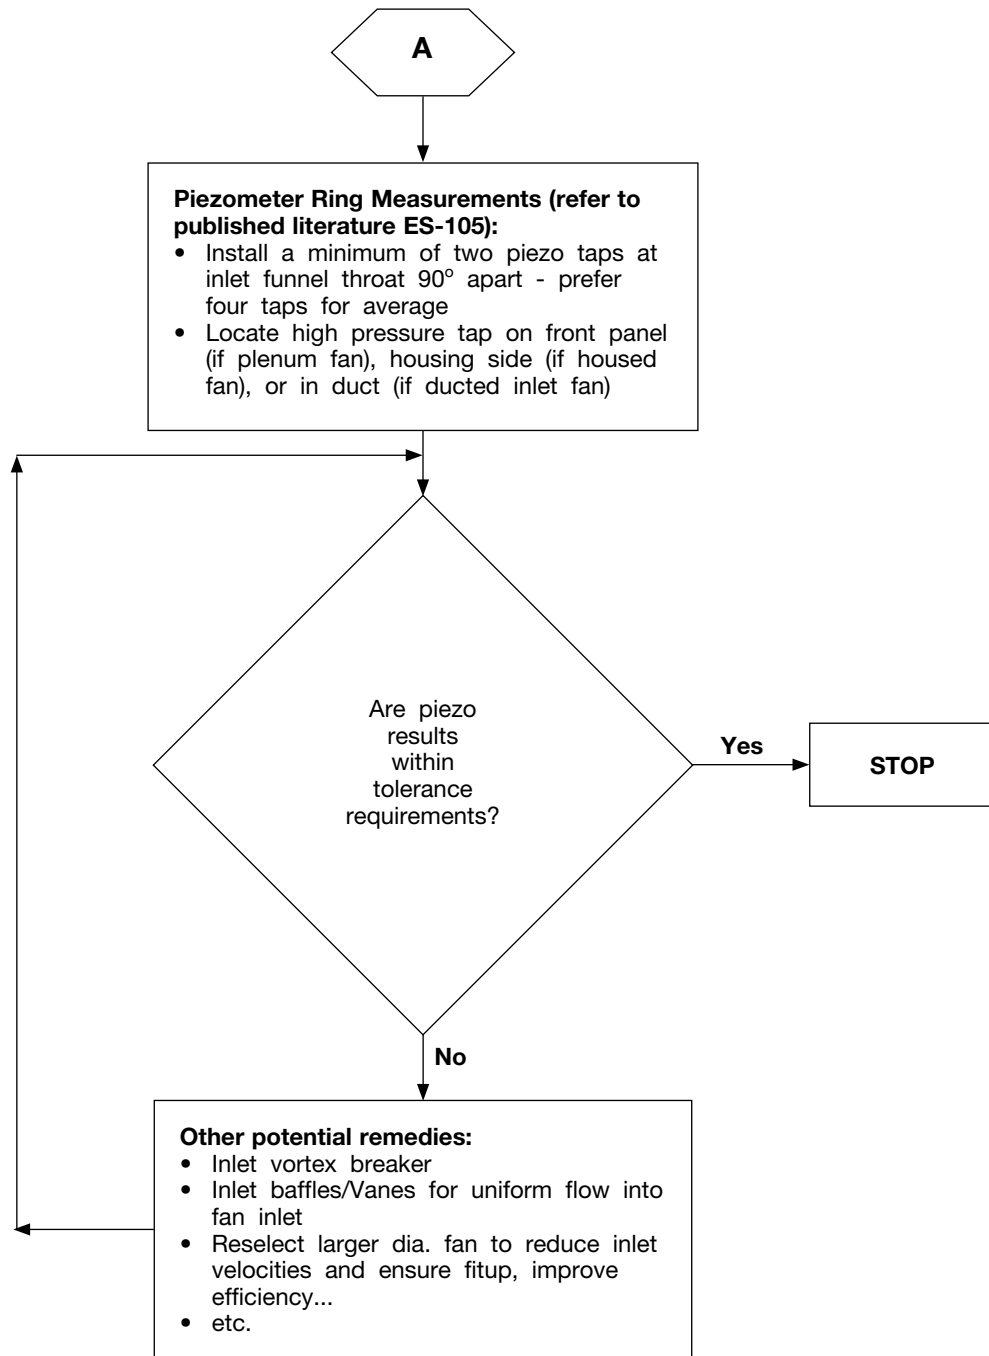 A
Piezometer Ring Measurements (refer to
published literature ES-105):
• Install a minimum of two piezo taps at
inlet funnel throat 90° apart - prefer
four taps for average
• Locate high pressure tap on front panel
(if plenum fan), housing side (if housed
fan), or in duct (if ducted inlet fan)
Are piezo
results
within
tolerance
requirements?
Yes
STOP
No
Other potential remedies:
• Inlet vortex breaker
• Inlet baffles/Vanes for uniform flow into
fan inlet
• Reselect larger dia. fan to reduce inlet
velocities and ensure fitup, improve
efficiency...
• etc.